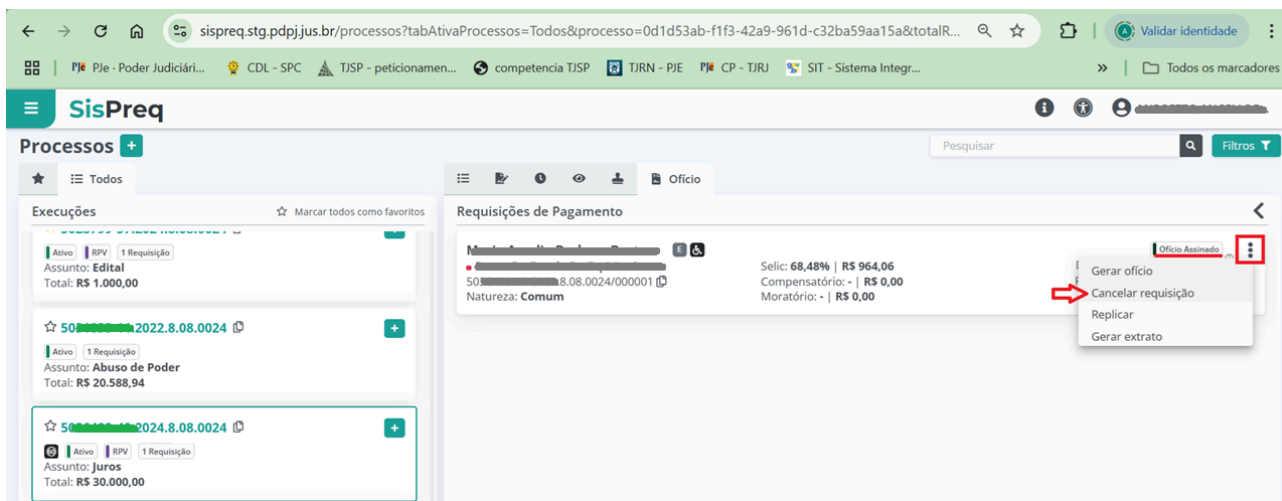 sispreq.stg.pdpj.jus.br/processos?tabAtivaProcessos=Todos&processo=0d1d53ab-f1f3-42a9-961d-c32ba59aa15a&totalR...
Validar identidade
PJe PJe - Poder Judiciári...
CDL - SPC
TJSP - peticionamen...
competencia TJSP
TJRN - PJE
PJe CP - TJRJ
SIT - Sistema Integr...
»
Todos os marcadores
SisPreq
Processos +
Pesquisar
Filtros
Todos
Ofício
Execuções
Marcar todos como favoritos
Requisições de Pagamento
Ativo RPV 1 Requisição
Assunto: Edital
Total: R$ 1.000,00
2022.8.08.0024
+
Ativo 1 Requisição
Assunto: Abuso de Poder
Total: R$ 20.588,94
2024.8.08.0024
+
Ativo RPV 1 Requisição
Assunto: Juros
Total: R$ 30.000,00
E
8.08.0024/000001
Natureza: Comum
Selic: 68,48% | R$ 964,06
Compensatório: - | R$ 0,00
Moratório: - | R$ 0,00
Ofício Assinado
Gerar ofício
Cancelar requisição
Replicar
Gerar extrato